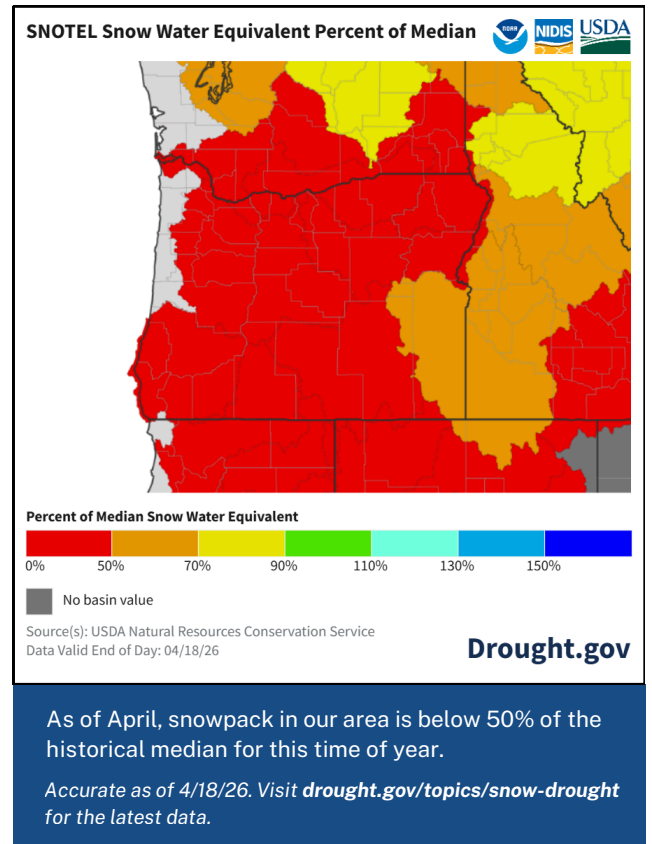 SNOTEL Snow Water Equivalent Percent of Median
NOAA
NIDIS
USDA
Percent of Median Snow Water Equivalent
0% 50% 70% 90% 110% 130% 150%
No basin value
Source(s): USDA Natural Resources Conservation Service
Data Valid End of Day: 04/18/26
Drought.gov
As of April, snowpack in our area is below 50% of the
historical median for this time of year.
Accurate as of 4/18/26. Visit drought.gov/topics/snow-drought
for the latest data.